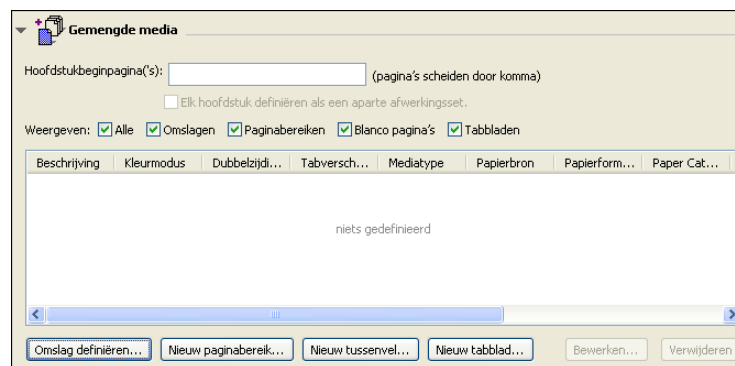 Gemengde media
Hoofdstukbeginpagina('s): (pagina's scheiden door komma)
Elk hoofdstuk definiëren als een aparte afwerkingsset.
Weergeven: Alle Omslagen Paginabereiken Blanco pagina's Tabbladen
Beschrijving Kleurmodus Dubbelzijdi... Tabversch... Mediatype Papierbron Papierform... Paper Cat...
niets gedefinieerd
Omslag definiëren... Nieuw paginabereik... Nieuw tussenvel... Nieuw tabblad... Bewerken... Verwijderen